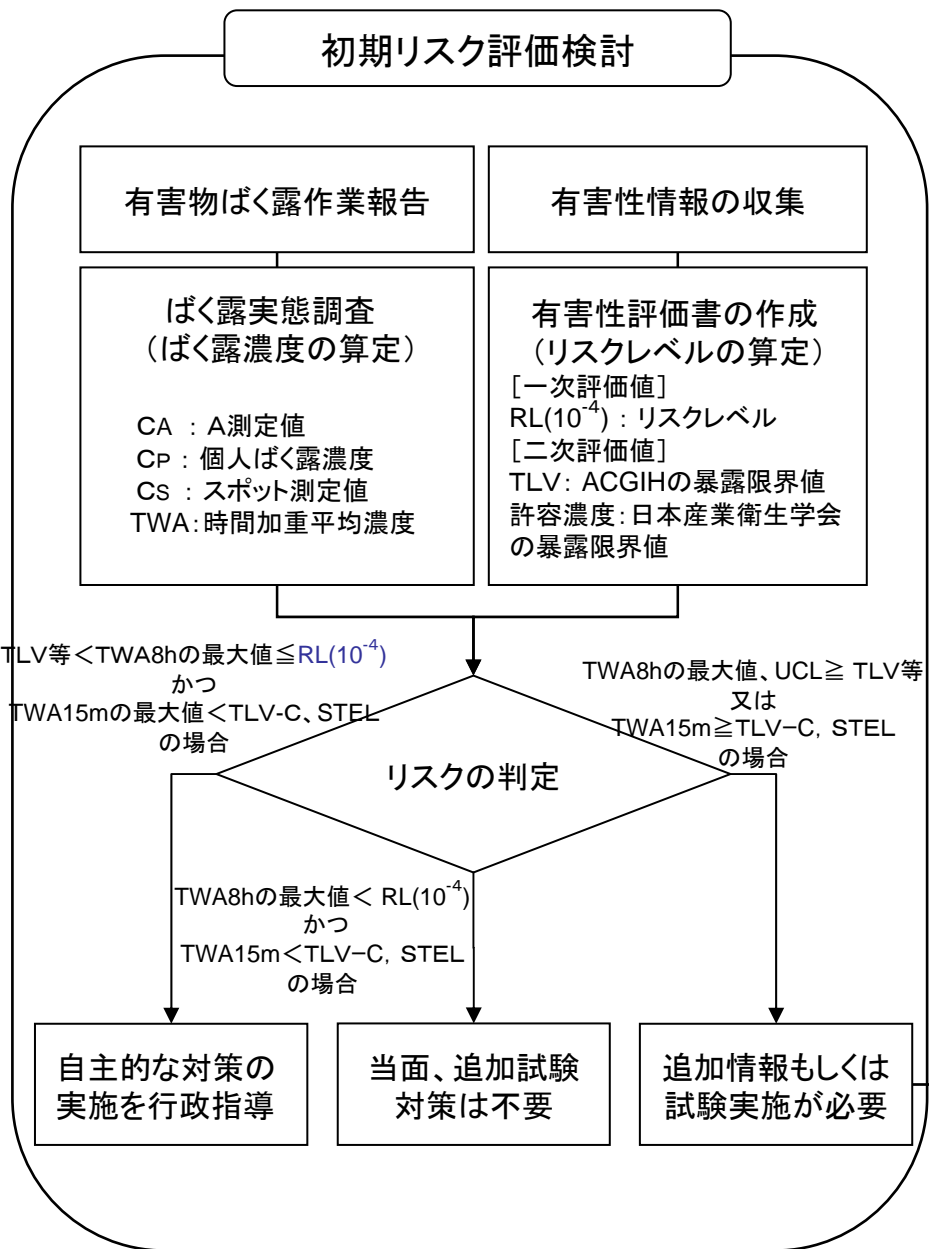 初期リスク評価検討
有害物ばく露作業報告
有害性情報の収集
ばく露実態調査
(ばく露濃度の算定)
CA : A測定値
CP : 個人ばく露濃度
CS : スポット測定値
TWA:時間加重平均濃度
有害性評価書の作成
(リスクレベルの算定)
[一次評価値]
RL(10⁻⁴) : リスクレベル
[二次評価値]
TLV: ACGIHの暴露限界値
許容濃度:日本産業衛生学会
の暴露限界値
TLV等<TWA8hの最大値≦RL(10⁻⁴)
かつ
TWA15mの最大値<TLV-C、STEL
の場合
TWA8hの最大値、UCL≧ TLV等
又は
TWA15m≧TLV-C, STEL
の場合
リスクの判定
TWA8hの最大値< RL(10⁻⁴)
かつ
TWA15m<TLV-C, STEL
の場合
自主的な対策の
実施を行政指導
当面、追加試験
対策は不要
追加情報もしくは
試験実施が必要